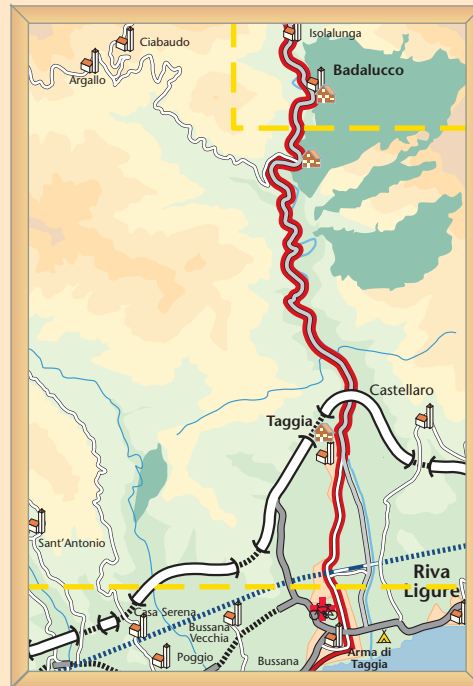 Isolalunga
Ciabaudo
Badalucco
Argallo
Castellaro
Taggia
Sant'Antonio
Riva
Ligure
Casa Serena
Bussana
Vecchia
Arma di
Taggia
Poggio
Bussana